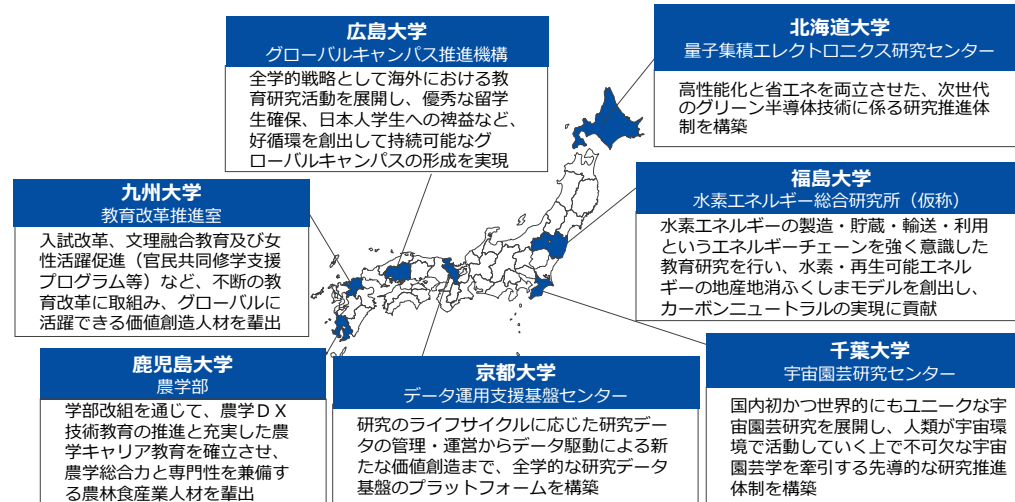 広島大学
グローバルキャンパス推進機構
全学的戦略として海外における教
育研究活動を展開し、優秀な留学
生確保、日本人学生への裨益など、
好循環を創出して持続可能なグ
ローバルキャンパスの形成を実現
北海道大学
量子集積エレクトロニクス研究センター
高性能化と省エネを両立させた、次世代
のグリーン半導体技術に係る研究推進体
制を構築
九州大学
教育改革推進室
入試改革、文理融合教育及び女
性活躍促進（官民共同修学支援
プログラム等）など、不断の教
育改革に取組み、グローバルに
活躍できる価値創造人材を輩出
福島大学
水素エネルギー総合研究所（仮称）
水素エネルギーの製造・貯蔵・輸送・利用
というエネルギーチェーンを強く意識した
教育研究を行い、水素・再生可能エネル
ギーの地産地消ふくしまモデルを創出し、
カーボンニュートラルの実現に貢献
鹿児島大学
農学部
学部改組を通じて、農学ＤＸ
技術教育の推進と充実した農
学キャリア教育を確立させ、
農学総合力と専門性を兼備す
る農林食産業人材を輩出
京都大学
データ運用支援基盤センター
研究のライフサイクルに応じた研究デー
タの管理・運営からデータ駆動による新
たな価値創造まで、全学的な研究データ
基盤のプラットフォームを構築
千葉大学
宇宙園芸研究センター
国内初かつ世界的にもユニークな宇
宙園芸研究を展開し、人類が宇宙環
境で活動していく上で不可欠な宇宙
園芸学を牽引する先導的な研究推進
体制を構築